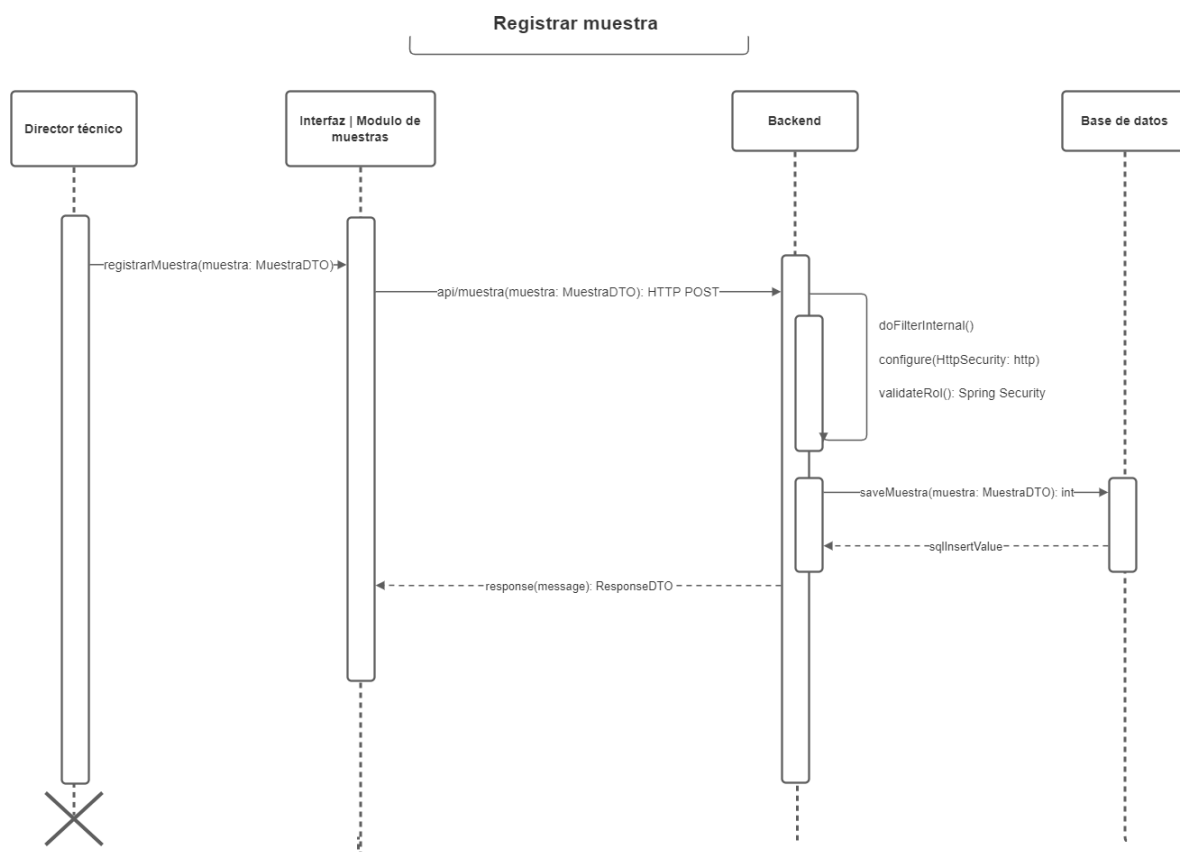 Registrar muestra
Director técnico
Interfaz | Modulo de
muestras
Backend
Base de datos
registrarMuestra(muestra: MuestraDTO)
api/muestra(muestra: MuestraDTO): HTTP POST
doFilterInternal()
configure(HttpSecurity: http)
validateRol(): Spring Security
saveMuestra(muestra: MuestraDTO): int
sqlInsertValue
response(message): ResponseDTO